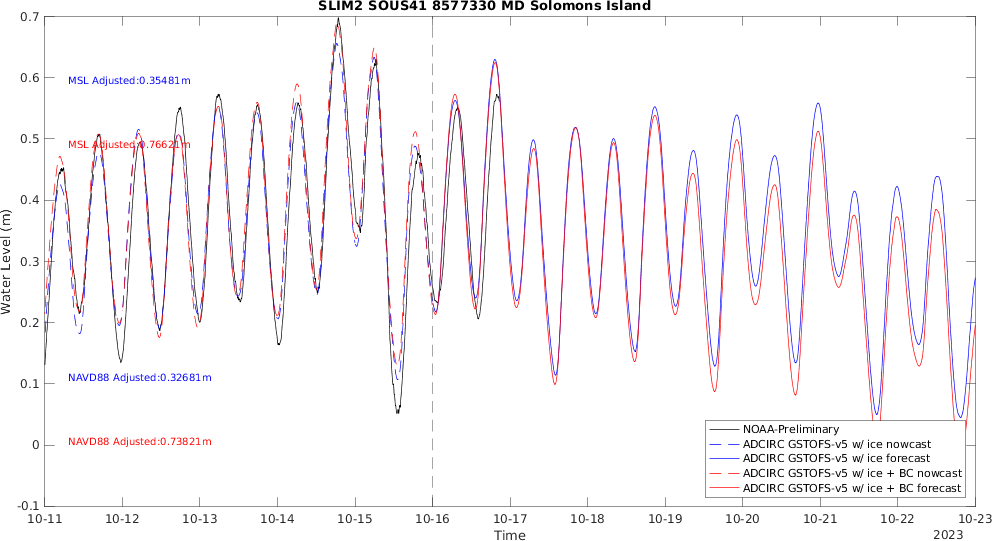 SLIM2 SOUS41 8577330 MD Solomons Island
0.7
0.6
0.5
0.4
0.3
0.2
0.1
0
-0.1
Water Level (m)
MSL Adjusted:0.35481m
MSL Adjusted:0.76621m
NAVD88 Adjusted:0.32681m
NAVD88 Adjusted:0.73821m
NOAA-Preliminary
ADCIRC GSTOFS-v5 w/ ice nowcast
ADCIRC GSTOFS-v5 w/ ice forecast
ADCIRC GSTOFS-v5 w/ ice + BC nowcast
ADCIRC GSTOFS-v5 w/ ice + BC forecast
10-11 10-12 10-13 10-14 10-15 10-16 10-17 10-18 10-19 10-20 10-21 10-22 10-23
Time
2023